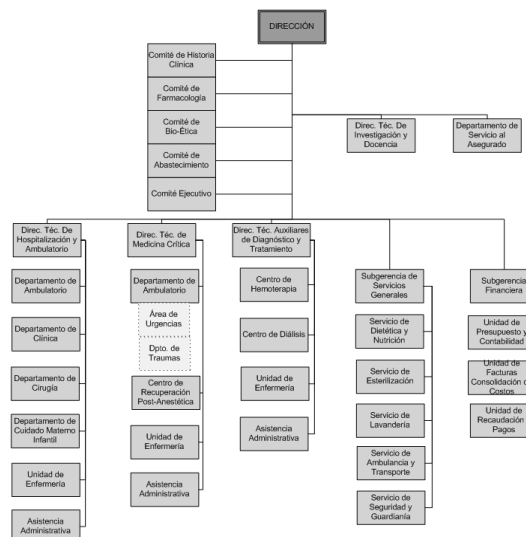 DIRECCIÓN
Comité de Historia
Clínica
Comité de
Farmacología
Comité de
Bio-Ética
Comité de
Abastecimiento
Comité Ejecutivo
Direc. Téc. De
Investigación y
Docencia
Departamento de
Servicio al
Asegurado
Direc. Téc. De
Hospitalización y
Ambulatorio
Departamento de
Ambulatorio
Departamento de
Clínica
Departamento de
Cirugía
Departamento de
Cuidado Materno
Infantil
Unidad de
Enfermería
Asistencia
Administrativa
Direc. Téc. de
Medicina Crítica
Departamento de
Ambulatorio
Área de
Urgencias
Dpto. de
Traumas
Centro de
Recuperación
Post-Anestética
Unidad de
Enfermería
Asistencia
Administrativa
Direc. Téc. Auxiliares
de Diagnóstico y
Tratamiento
Centro de
Hemoterapia
Centro de Diálisis
Unidad de
Enfermería
Asistencia
Administrativa
Subgerencia de
Servicios
Generales
Servicio de
Dietética y
Nutrición
Servicio de
Esterilización
Servicio de
Lavandería
Servicio de
Ambulancia y
Transporte
Servicio de
Seguridad y
Guardianía
Subgerencia
Financiera
Unidad de
Presupuesto y
Contabilidad
Unidad de
Facturas
Consolidación
Costos
Unidad de
Recaudación
Pagos